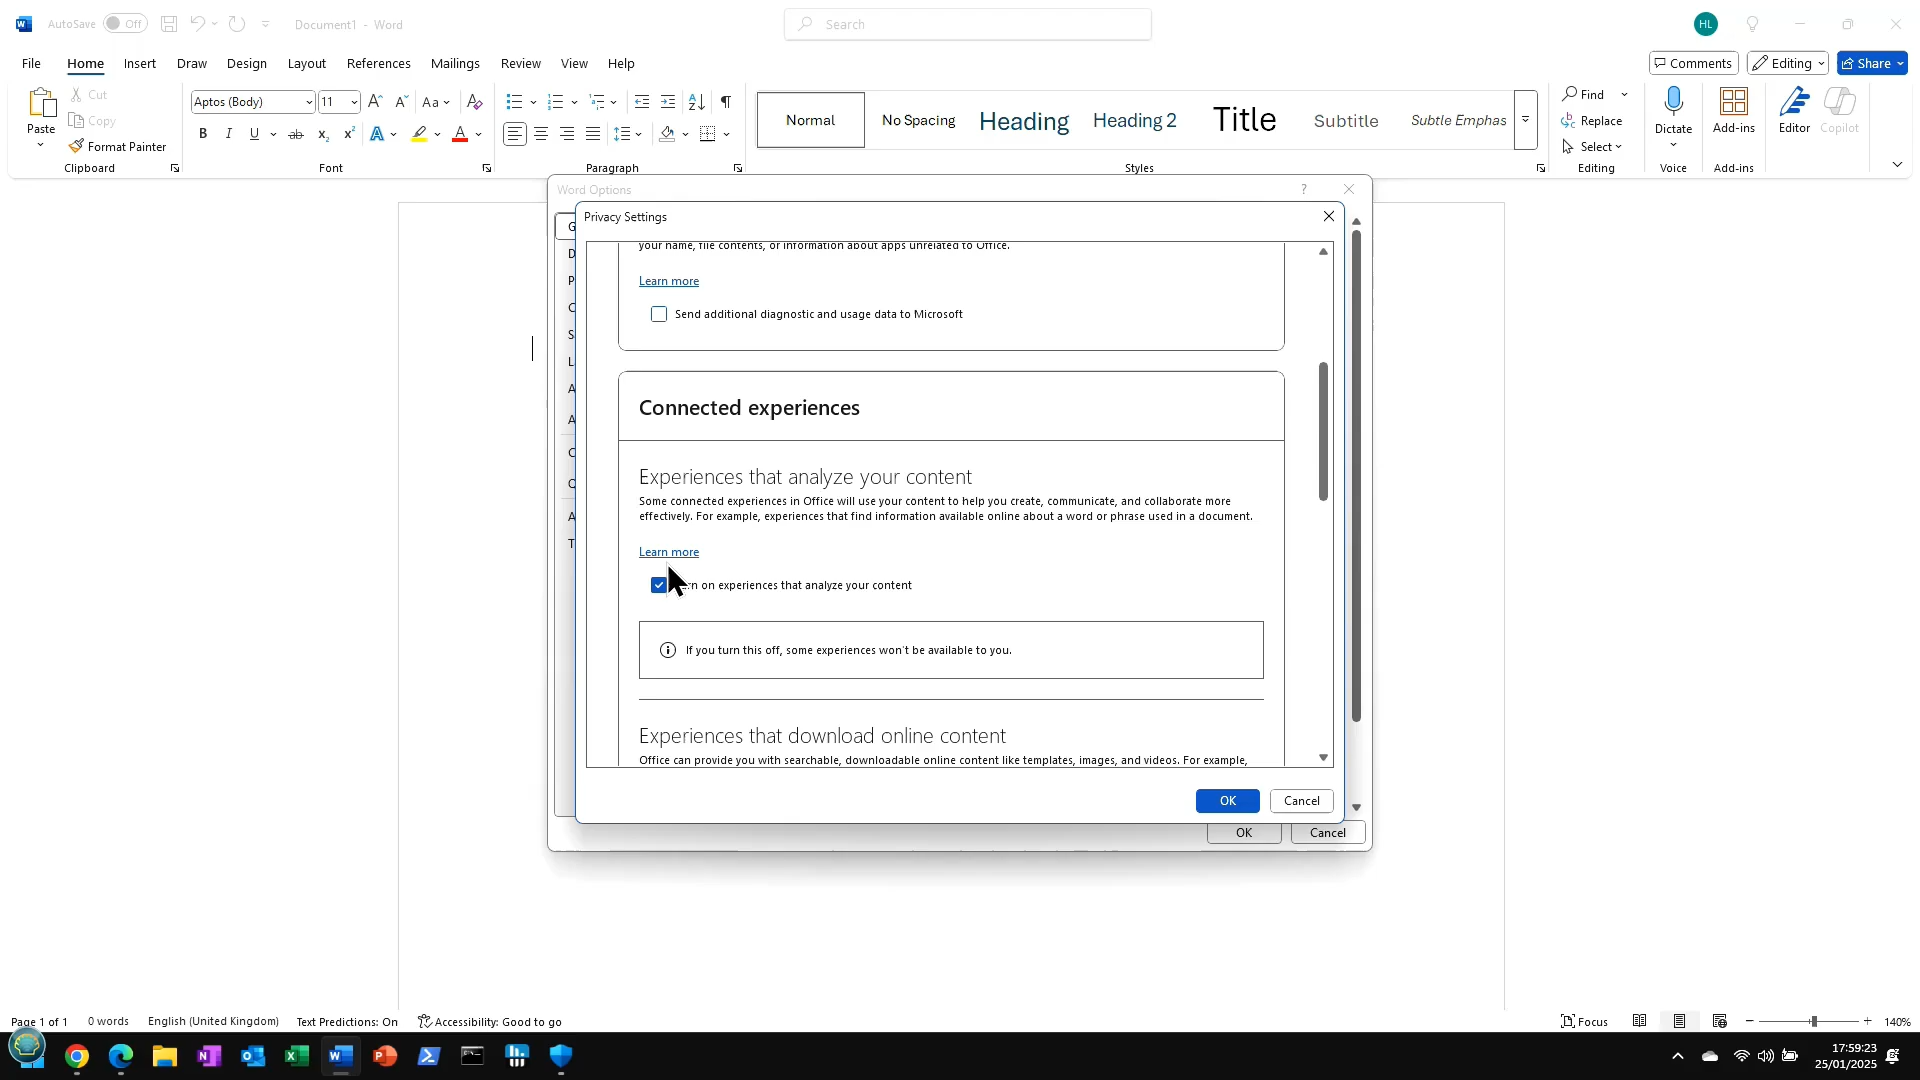 AutoSave Off Document1 - Word Search HL
File Home Insert Draw Design Layout References Mailings Review View Help Comments Editing Share
Paste Cut Copy Format Painter Clipboard
Aptos (Body) 11 Aa Font
Paragraph
Normal No Spacing Heading Heading 2 Title Subtitle Subtle Emphas Styles
Find Replace Select Editing
Dictate Voice
Add-ins Add-ins
Editor Copilot
Word Options ?
Privacy Settings
G
D
P
C
S
L
A
A
C
Q
A
T
your name, file contents, or information about apps unrelated to Office.
Learn more
Send additional diagnostic and usage data to Microsoft
Connected experiences
Experiences that analyze your content
Some connected experiences in Office will use your content to help you create, communicate, and collaborate more
effectively. For example, experiences that find information available online about a word or phrase used in a document.
Learn more
on experiences that analyze your content
If you turn this off, some experiences won't be available to you.
Experiences that download online content
Office can provide you with searchable, downloadable online content like templates, images, and videos. For example,
OK Cancel
OK Cancel
Page 1 of 1 0 words English (United Kingdom) Text Predictions: On Accessibility: Good to go Focus 140%
17:59:23
25/01/2025